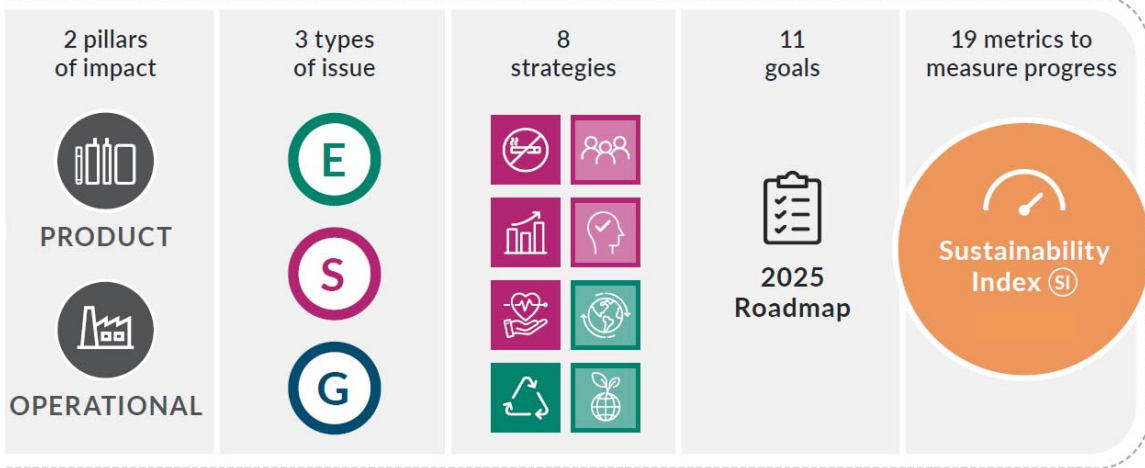 2 pillars
of impact
PRODUCT
OPERATIONAL
3 types
of issue
E
S
G
8
strategies
11
goals
2025
Roadmap
19 metrics to
measure progress
Sustainability
Index SI